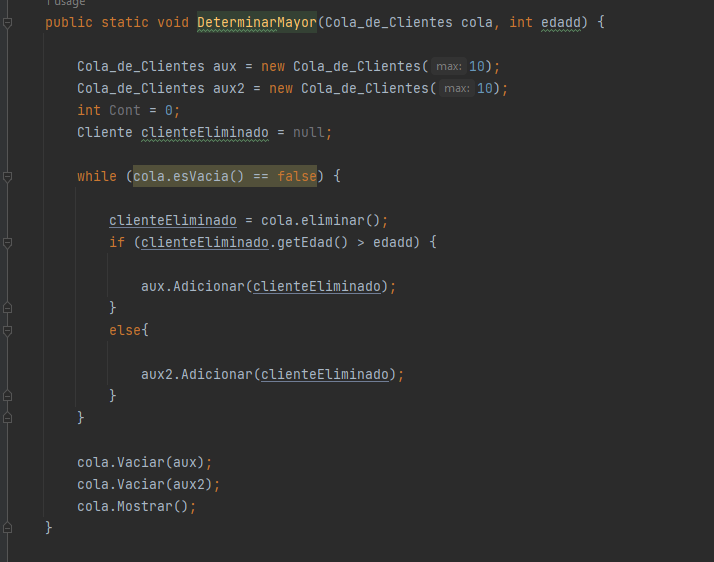 1 usage
public static void DeterminarMayor(Cola_de_Clientes cola, int edadd) {
Cola_de_Clientes aux = new Cola_de_Clientes( max: 10);
Cola_de_Clientes aux2 = new Cola_de_Clientes( max: 10);
int Cont = 0;
Cliente clienteEliminado = null;
while (cola.esVacia() == false) {
clienteEliminado = cola.eliminar();
if (clienteEliminado.getEdad() > edadd) {
aux.Adicionar(clienteEliminado);
}
else{
aux2.Adicionar(clienteEliminado);
}
}
cola.Vaciar(aux);
cola.Vaciar(aux2);
cola.Mostrar();
}